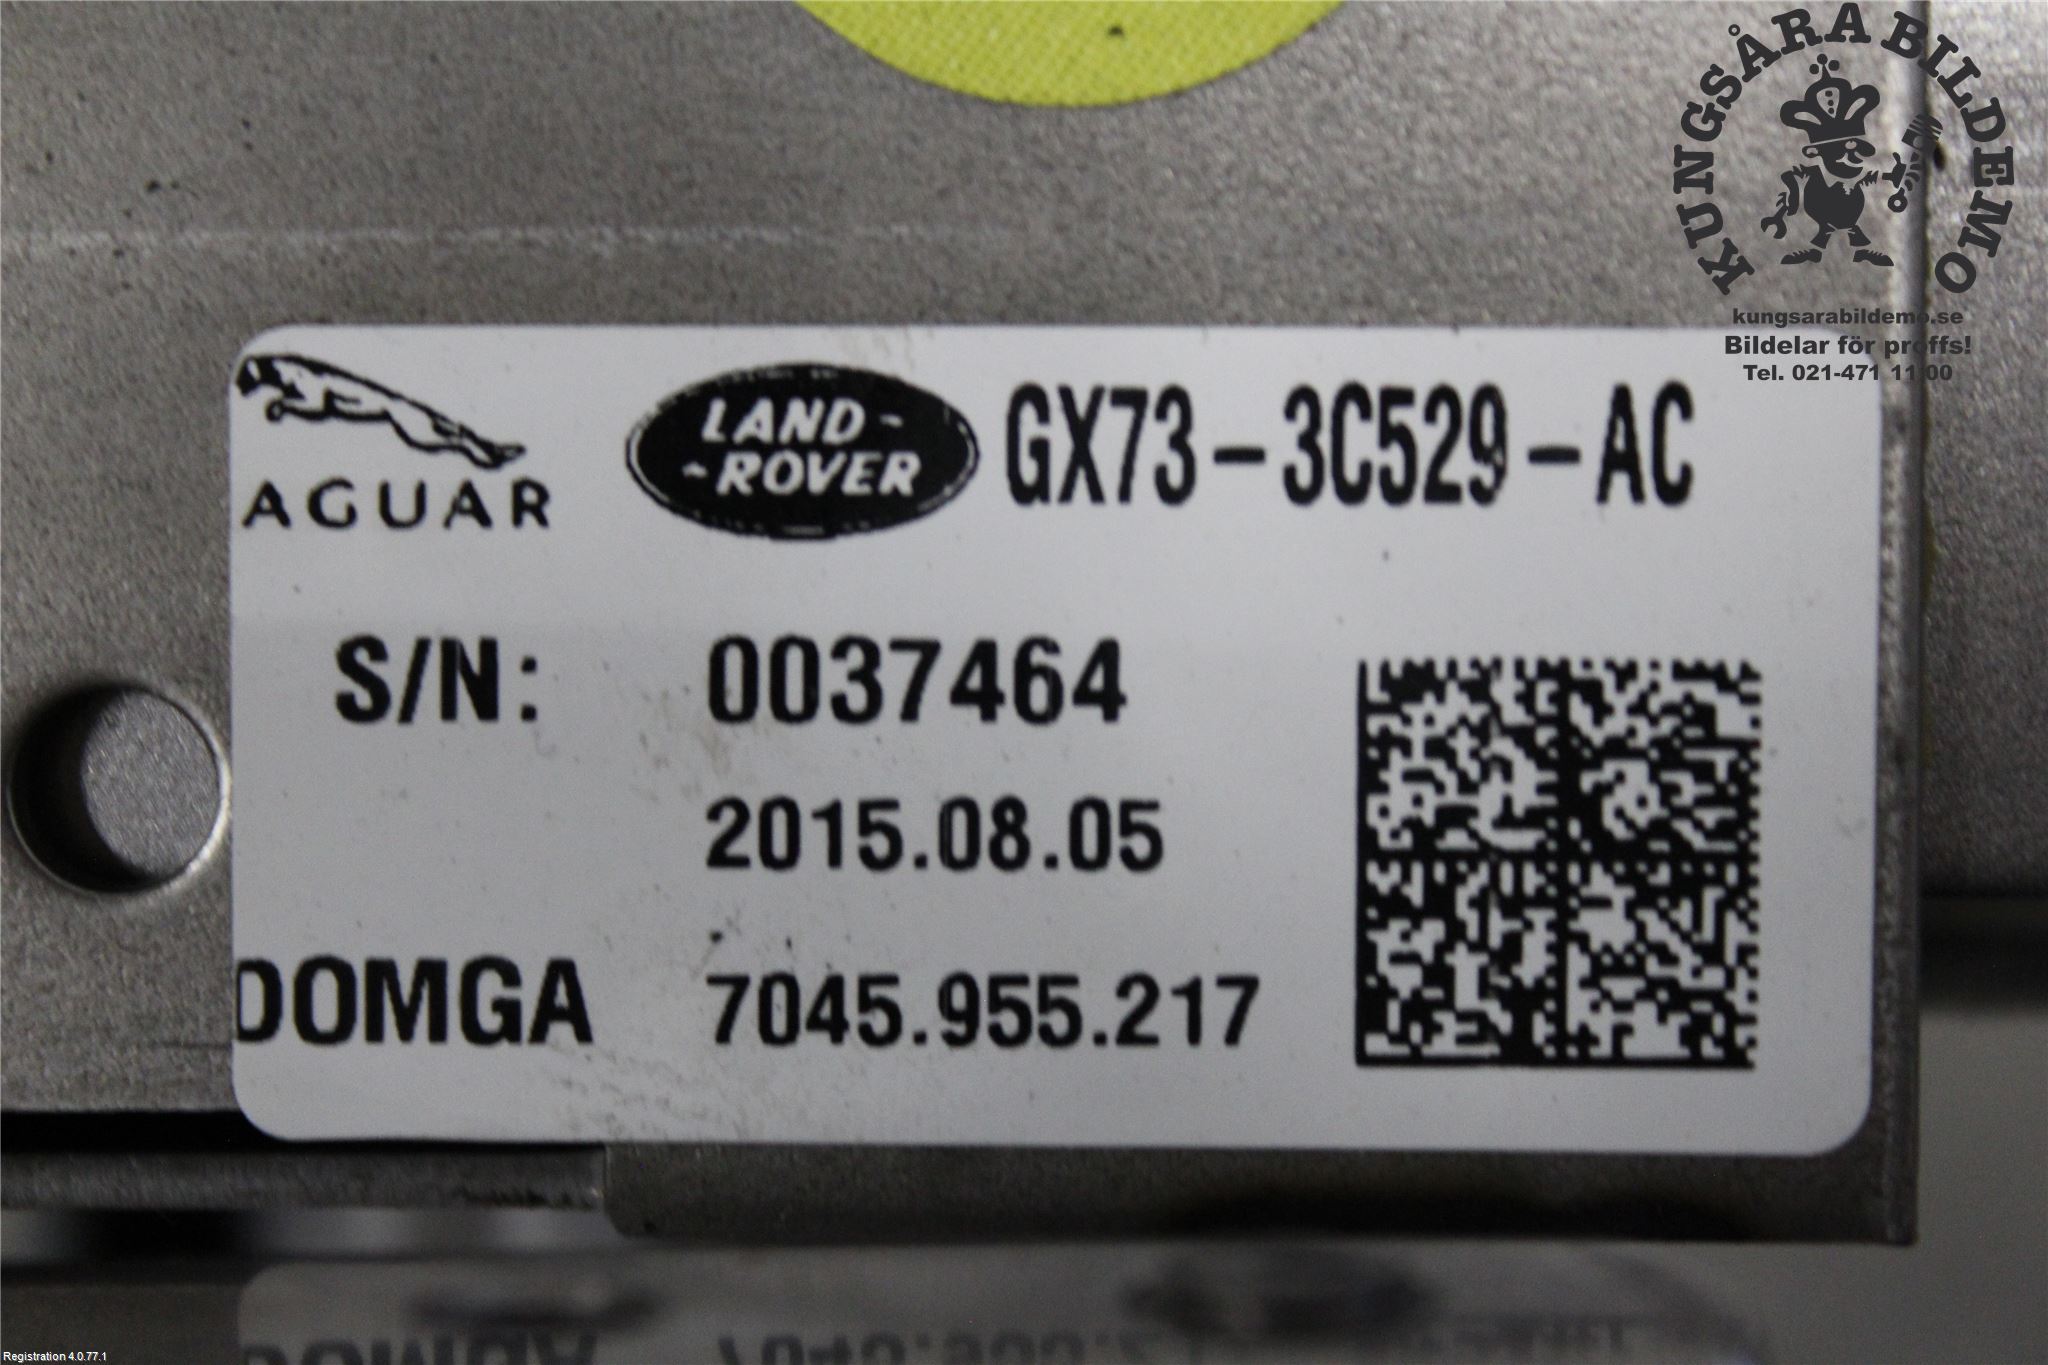 KUNGSÅRA BILDEMO
kungsarabildemo.se
Bildelar för proffs!
Tel. 021-471 11 00
LAND-
-ROVER
GX73-3C529-AC
AGUAR
S/N: 0037464
2015.08.05
DOMGA 7045.955.217
Registration 4.0.77.1